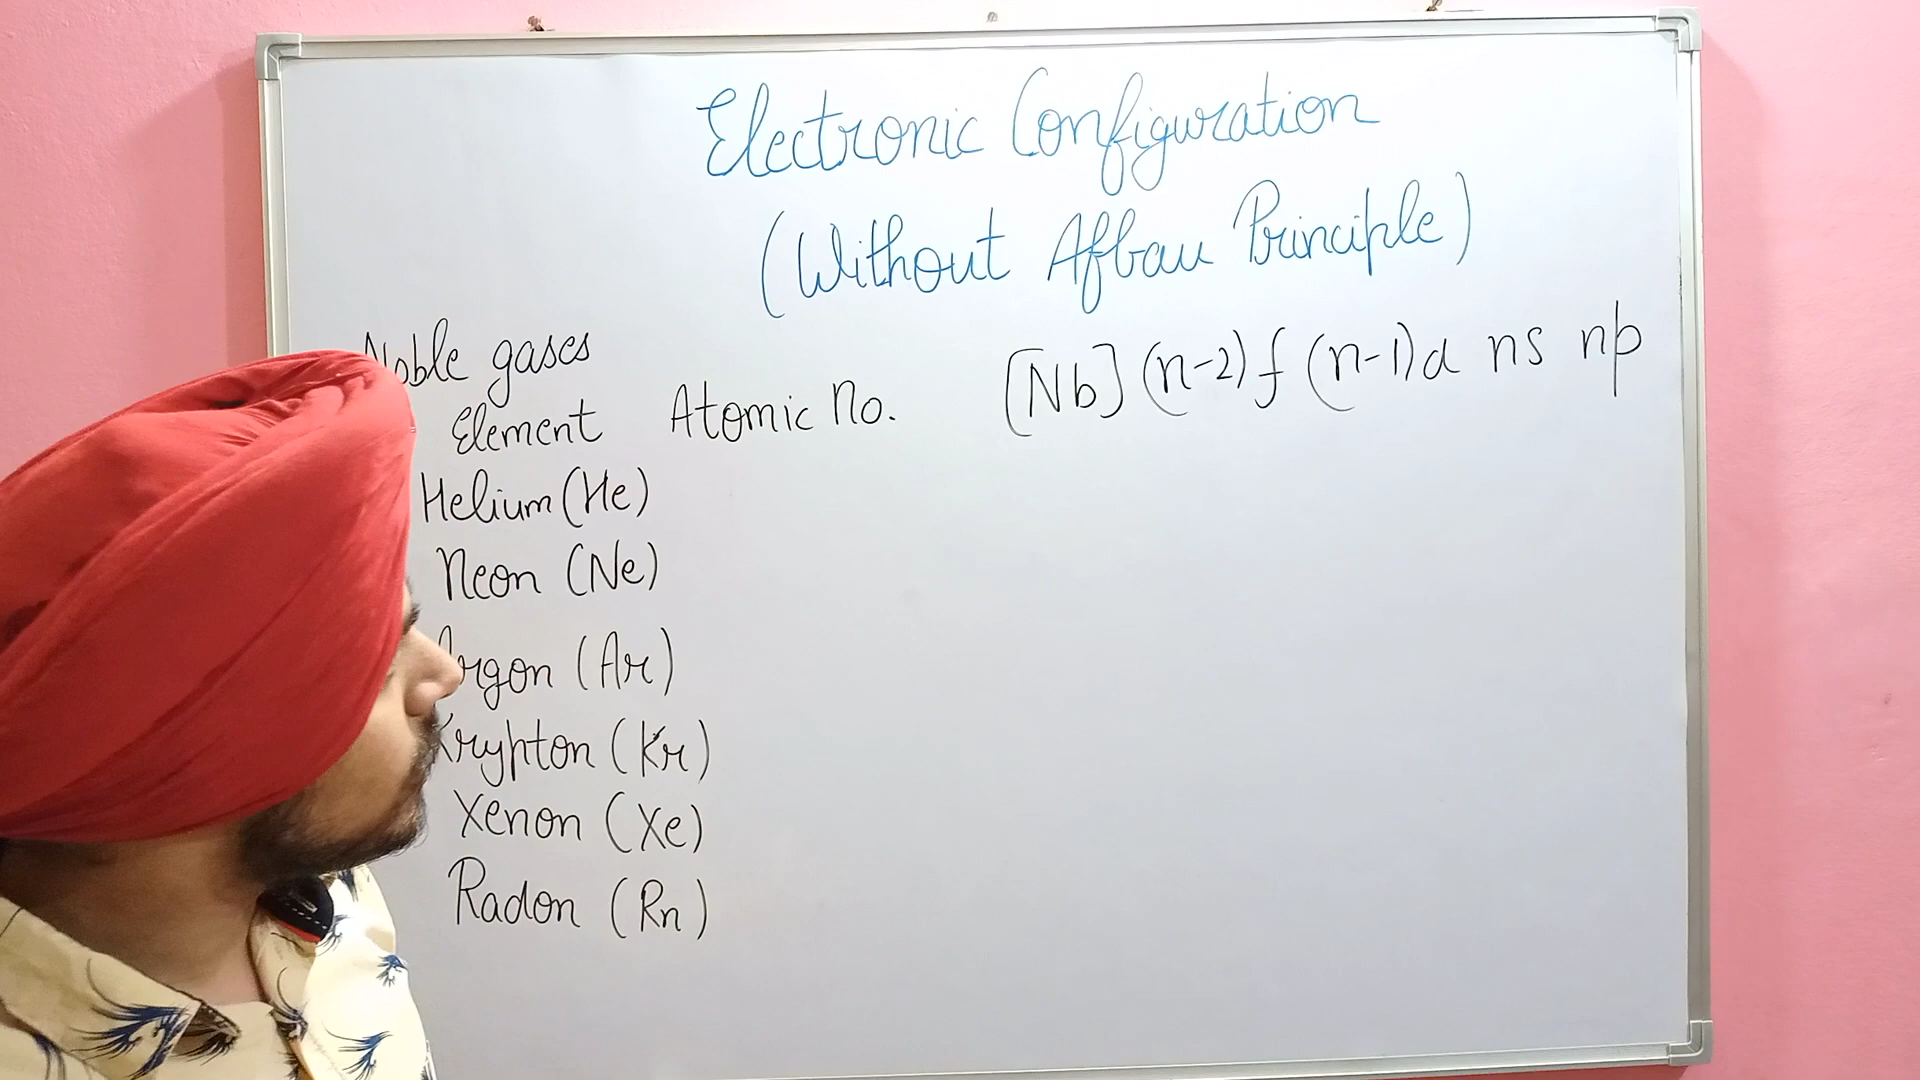 Electronic Configuration
(Without Afbau Principle)
Noble gases
Element Atomic No.
[Nb] (n-2)f (n-1)d ns np
Helium (He)
Neon (Ne)
Argon (Ar)
Krypton (Kr)
Xenon (Xe)
Radon (Rn)